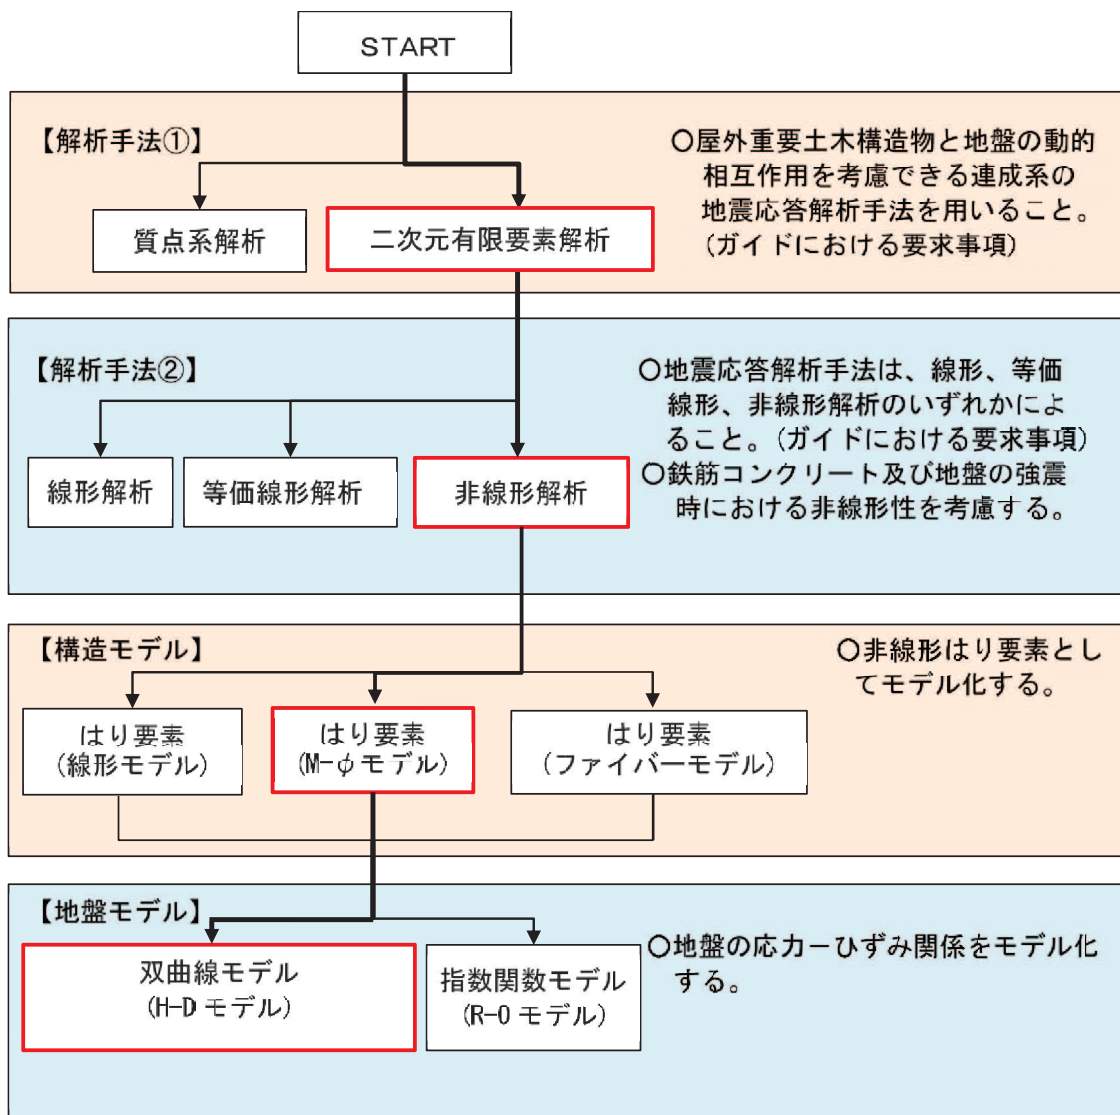 START
【解析手法①】
○屋外重要土木構造物と地盤の動的
相互作用を考慮できる連成系の
地震応答解析手法を用いること。
(ガイドにおける要求事項)
質点系解析
二次元有限要素解析
【解析手法②】
○地震応答解析手法は、線形、等価
線形、非線形解析のいずれかによ
ること。(ガイドにおける要求事項)
○鉄筋コンクリート及び地盤の強震
時における非線形性を考慮する。
線形解析
等価線形解析
非線形解析
【構造モデル】
○非線形はり要素とし
てモデル化する。
はり要素
(線形モデル)
はり要素
(M-φモデル)
はり要素
(ファイバーモデル)
【地盤モデル】
○地盤の応力－ひずみ関係をモデル化
する。
双曲線モデル
(H-D モデル)
指数関数モデル
(R-O モデル)